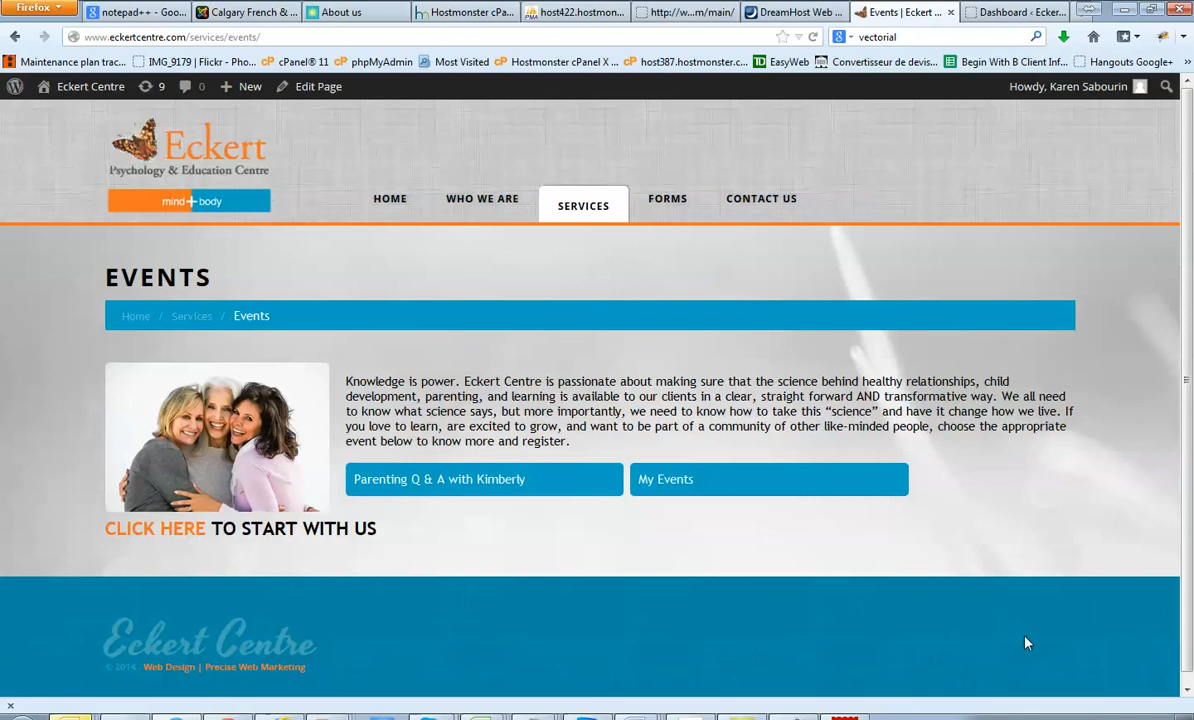 Firefox
notepad++ - Goo...
Calgary French & ...
About us
Hostmonster cPa...
host422.hostmon...
http://w...m/main/
DreamHost Web ...
Events | Eckert ...
Dashboard ‹ Ecker...
www.eckertcentre.com/services/events/
vectorial
Maintenance plan trac...
IMG_9179 | Flickr - Pho...
cPanel® 11
phpMyAdmin
Most Visited
Hostmonster cPanel X ...
host387.hostmonster.c...
EasyWeb
Convertisseur de devis...
Begin With B Client Inf...
Hangouts Google+
Eckert Centre
9
0
New
Edit Page
Howdy, Karen Sabourin
Eckert
Psychology & Education Centre
mind+body
HOME
WHO WE ARE
SERVICES
FORMS
CONTACT US
EVENTS
Home / Services / Events
Knowledge is power. Eckert Centre is passionate about making sure that the science behind healthy relationships, child
development, parenting, and learning is available to our clients in a clear, straight forward AND transformative way. We all need
to know what science says, but more importantly, we need to know how to take this “science” and have it change how we live. If
you love to learn, are excited to grow, and want to be part of a community of other like-minded people, choose the appropriate
event below to know more and register.
Parenting Q & A with Kimberly
My Events
CLICK HERE TO START WITH US
Eckert Centre
© 2014 Web Design | Precise Web Marketing